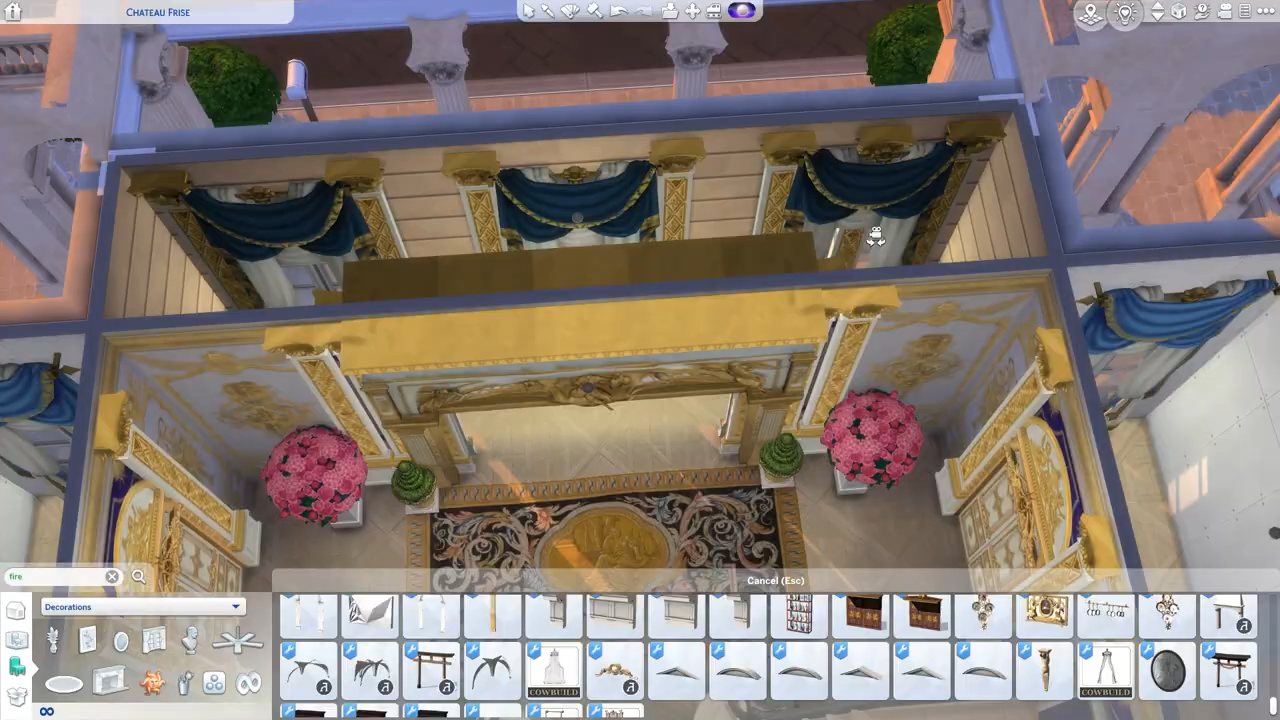 CHATEAU FRISE
fire
Cancel (Esc)
Decorations
COWBUILD
COWBUILD